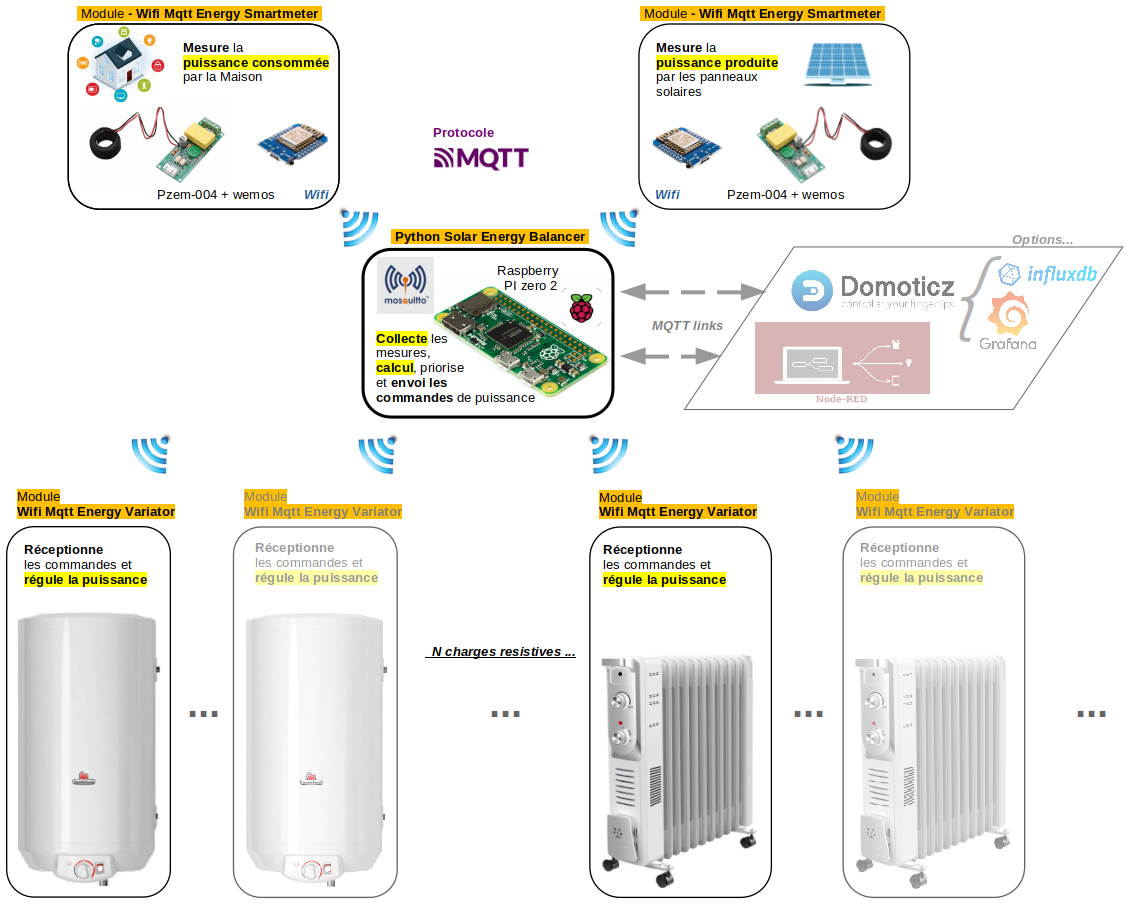 Module - Wifi Mqtt Energy Smartmeter
Mesure la
puissance consommée
par la Maison
Pzem-004 + wemos
Wifi
Protocole
MQTT
Module - Wifi Mqtt Energy Smartmeter
Mesure la
puissance produite
par les panneaux
solaires
Wifi
Pzem-004 + wemos
Python Solar Energy Balancer
mosquitto
Raspberry
PI zero 2
Collecte les
mesures,
calcul, priorise
et envoi les
commandes de puissance
MQTT links
Options...
Domoticz
control at your fingertips.
influxdb
Grafana
Node-RED
Module
Wifi Mqtt Energy Variator
Réceptionne
les commandes et
régule la puissance
...
Module
Wifi Mqtt Energy Variator
Réceptionne
les commandes et
régule la puissance
N charges resistives ...
...
Module
Wifi Mqtt Energy Variator
Réceptionne
les commandes et
régule la puissance
...
Module
Wifi Mqtt Energy Variator
Réceptionne
les commandes et
régule la puissance
...